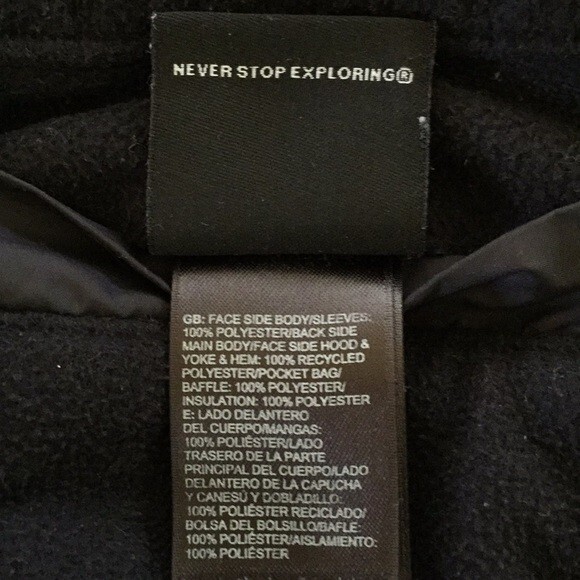 NEVER STOP EXPLORING®
GB: FACE SIDE BODY/SLEEVES:
100% POLYESTER/BACK SIDE
MAIN BODY/FACE SIDE HOOD &
YOKE & HEM: 100% RECYCLED
POLYESTER/POCKET BAG/
BAFFLE: 100% POLYESTER/
INSULATION: 100% POLYESTER
E: LADO DELANTERO
DEL CUERPO/MANGAS:
100% POLIÉSTER/LADO
TRASERO DE LA PARTE
PRINCIPAL DEL CUERPO/LADO
DELANTERO DE LA CAPUCHA
Y CANESÚ Y DOBLADILLO:
100% POLIÉSTER RECICLADO/
BOLSA DEL BOLSILLO/BAFLE:
100% POLIÉSTER/AISLAMIENTO:
100% POLIÉSTER